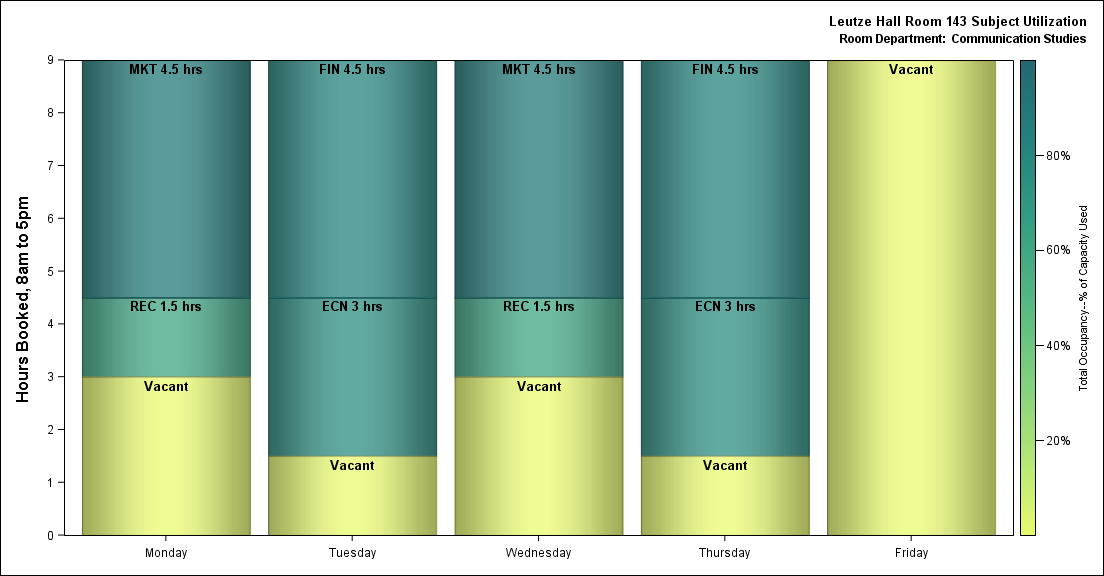 Leutze Hall Room 143 Subject Utilization
Room Department: Communication Studies
Hours Booked, 8am to 5pm
9
8
7
6
5
4
3
2
1
0
MKT 4.5 hrs
REC 1.5 hrs
Vacant
FIN 4.5 hrs
ECN 3 hrs
Vacant
MKT 4.5 hrs
REC 1.5 hrs
Vacant
FIN 4.5 hrs
ECN 3 hrs
Vacant
Vacant
Monday
Tuesday
Wednesday
Thursday
Friday
80%
60%
40%
20%
Total Occupancy--% of Capacity Used